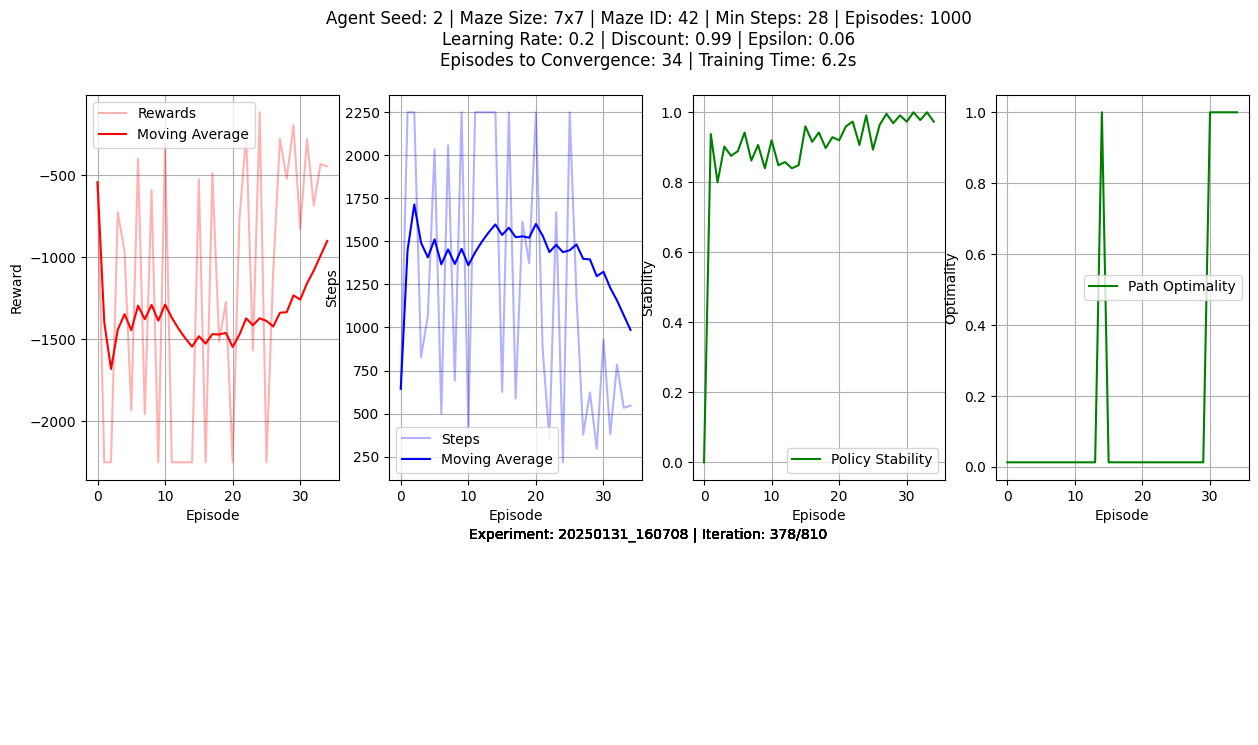 Agent Seed: 2 | Maze Size: 7x7 | Maze ID: 42 | Min Steps: 28 | Episodes: 1000
Learning Rate: 0.2 | Discount: 0.99 | Epsilon: 0.06
Episodes to Convergence: 34 | Training Time: 6.2s
Rewards
Moving Average
−500
−1000
−1500
−2000
Reward
0
10
20
30
Episode
2250
2000
1750
1500
1250
1000
750
500
250
Steps
Steps
Moving Average
0
10
20
30
Episode
1.0
0.8
0.6
0.4
0.2
0.0
Stability
Policy Stability
0
10
20
30
Episode
1.0
0.8
0.6
0.4
0.2
0.0
Optimality
Path Optimality
0
10
20
30
Episode
Experiment: 20250131_160708 | Iteration: 378/810